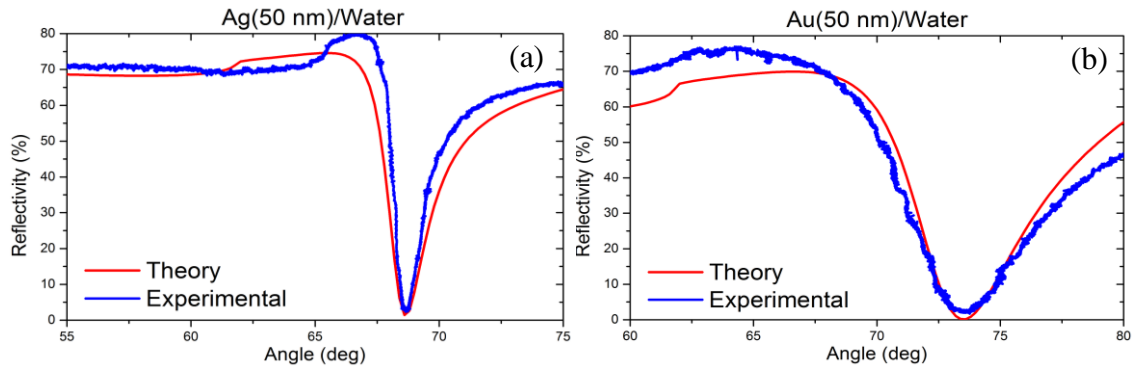 Ag(50 nm)/Water
(a)
80
70
60
50
40
30
20
10
0
Reflectivity (%)
Theory
Experimental
55 60 65 70 75
Angle (deg)
Au(50 nm)/Water
(b)
80
70
60
50
40
30
20
10
0
Reflectivity (%)
Theory
Experimental
60 65 70 75 80
Angle (deg)